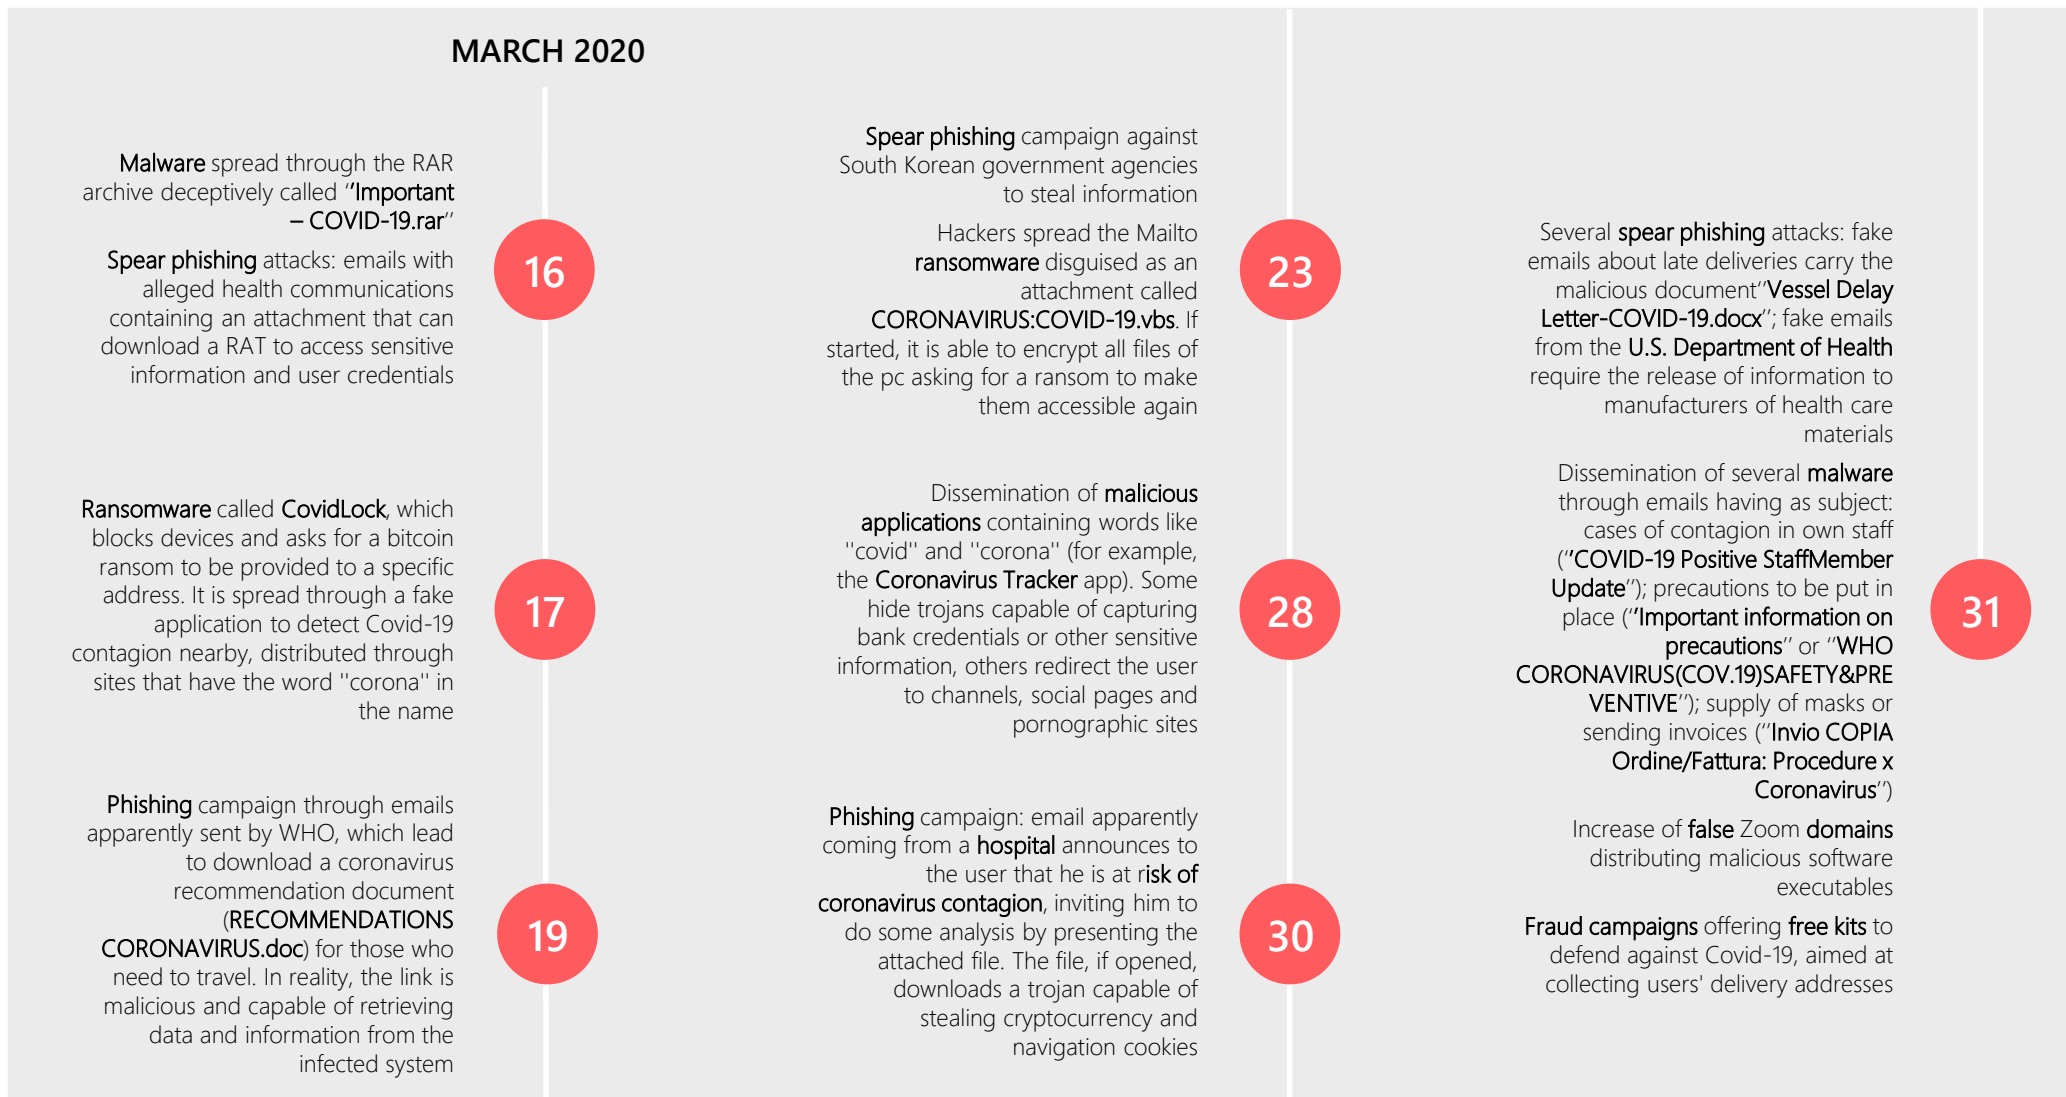 MARCH 2020
Malware spread through the RAR
archive deceptively called ‘’Important
– COVID-19.rar’’
Spear phishing attacks: emails with
alleged health communications
containing an attachment that can
download a RAT to access sensitive
information and user credentials
16
Ransomware called CovidLock, which
blocks devices and asks for a bitcoin
ransom to be provided to a specific
address. It is spread through a fake
application to detect Covid-19
contagion nearby, distributed through
sites that have the word "corona" in
the name
17
Phishing campaign through emails
apparently sent by WHO, which lead
to download a coronavirus
recommendation document
(RECOMMENDATIONS
CORONAVIRUS.doc) for those who
need to travel. In reality, the link is
malicious and capable of retrieving
data and information from the
infected system
19
Spear phishing campaign against
South Korean government agencies
to steal information
Hackers spread the Mailto
ransomware disguised as an
attachment called
CORONAVIRUS:COVID-19.vbs. If
started, it is able to encrypt all files of
the pc asking for a ransom to make
them accessible again
23
Dissemination of malicious
applications containing words like
"covid" and "corona" (for example,
the Coronavirus Tracker app). Some
hide trojans capable of capturing
bank credentials or other sensitive
information, others redirect the user
to channels, social pages and
pornographic sites
28
Phishing campaign: email apparently
coming from a hospital announces to
the user that he is at risk of
coronavirus contagion, inviting him to
do some analysis by presenting the
attached file. The file, if opened,
downloads a trojan capable of
stealing cryptocurrency and
navigation cookies
30
Several spear phishing attacks: fake
emails about late deliveries carry the
malicious document’’Vessel Delay
Letter-COVID-19.docx’’; fake emails
from the U.S. Department of Health
require the release of information to
manufacturers of health care
materials
Dissemination of several malware
through emails having as subject:
cases of contagion in own staff
(‘’COVID-19 Positive StaffMember
Update’’); precautions to be put in
place (‘’Important information on
precautions’’ or ‘’WHO
CORONAVIRUS(COV.19)SAFETY&PRE
VENTIVE’’); supply of masks or
sending invoices (‘’Invio COPIA
Ordine/Fattura: Procedure x
Coronavirus’’)
Increase of false Zoom domains
distributing malicious software
executables
Fraud campaigns offering free kits to
defend against Covid-19, aimed at
collecting users' delivery addresses
31